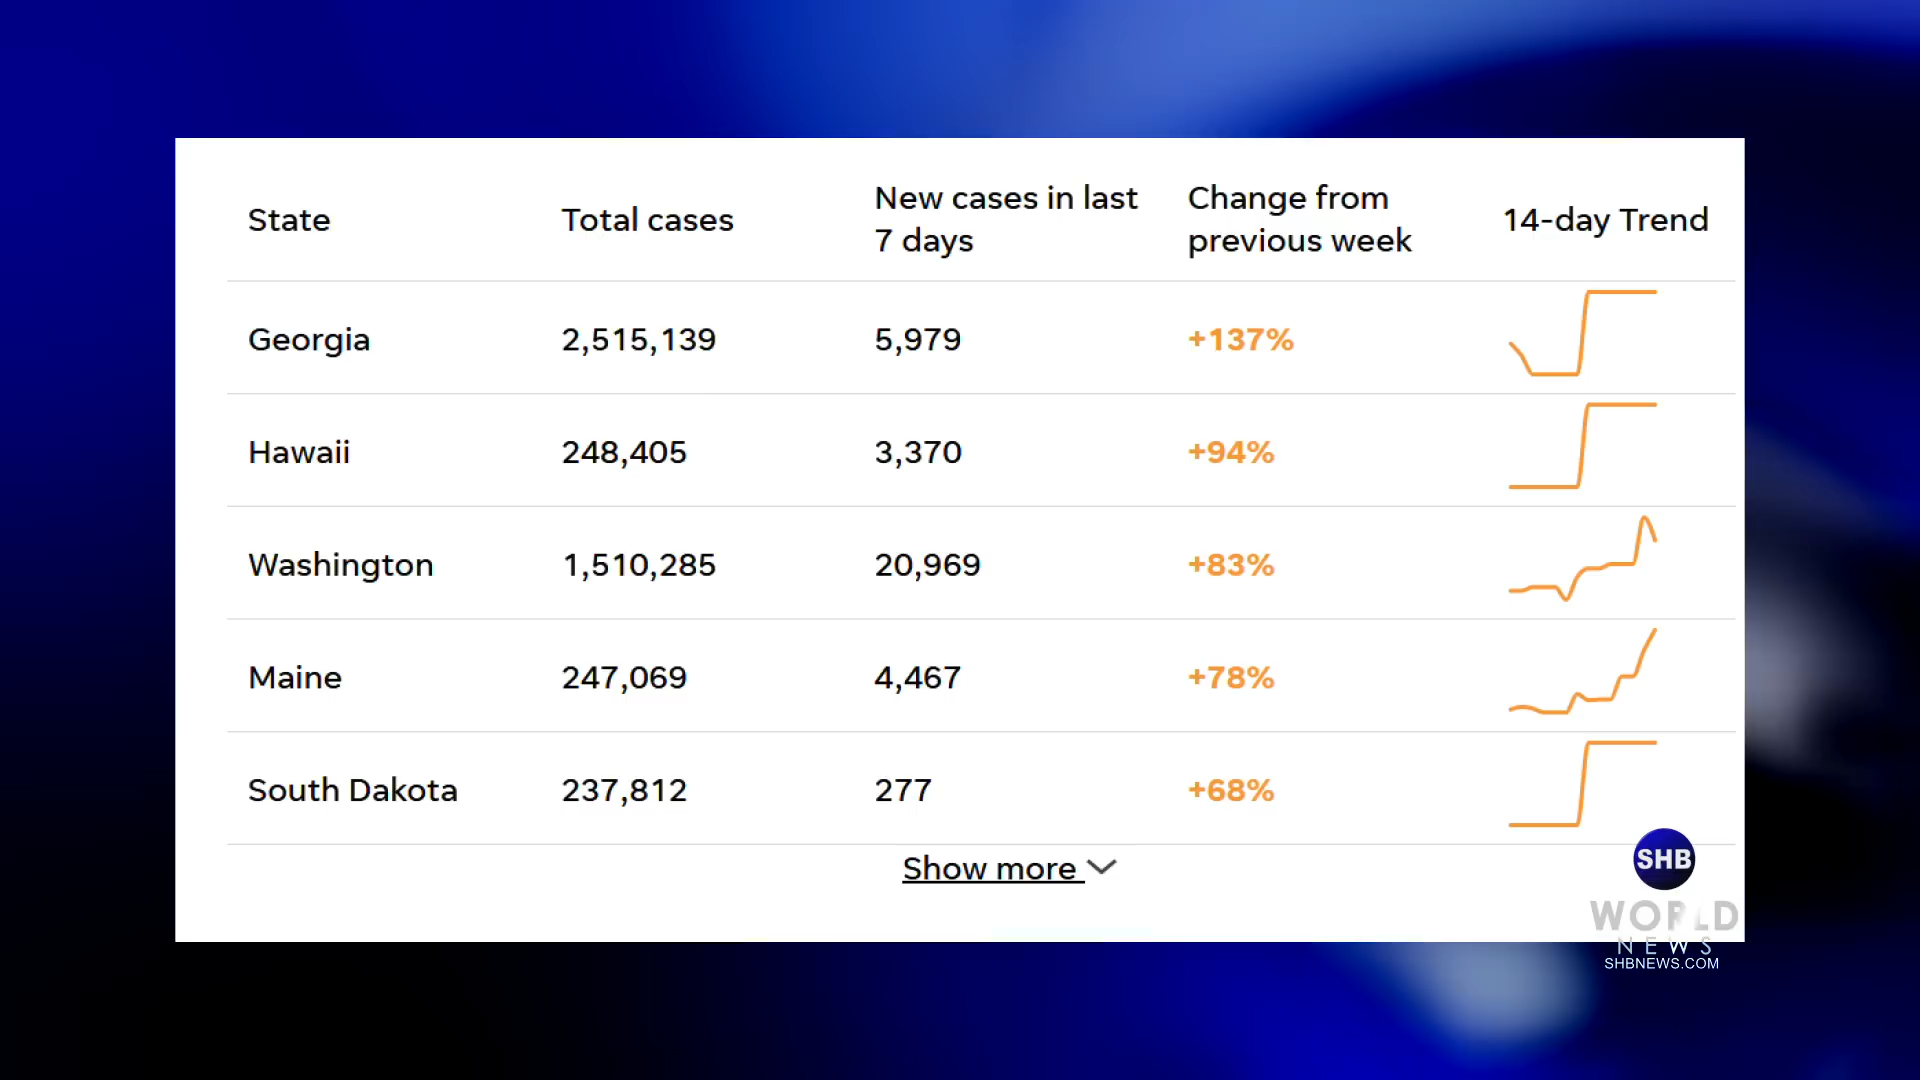 State Total cases New cases in last 7 days Change from previous week 14-day Trend
Georgia 2,515,139 5,979 +137%
Hawaii 248,405 3,370 +94%
Washington 1,510,285 20,969 +83%
Maine 247,069 4,467 +78%
South Dakota 237,812 277 +68%
Show more
SHB
WORLD
NEWS
SHBNEWS.COM